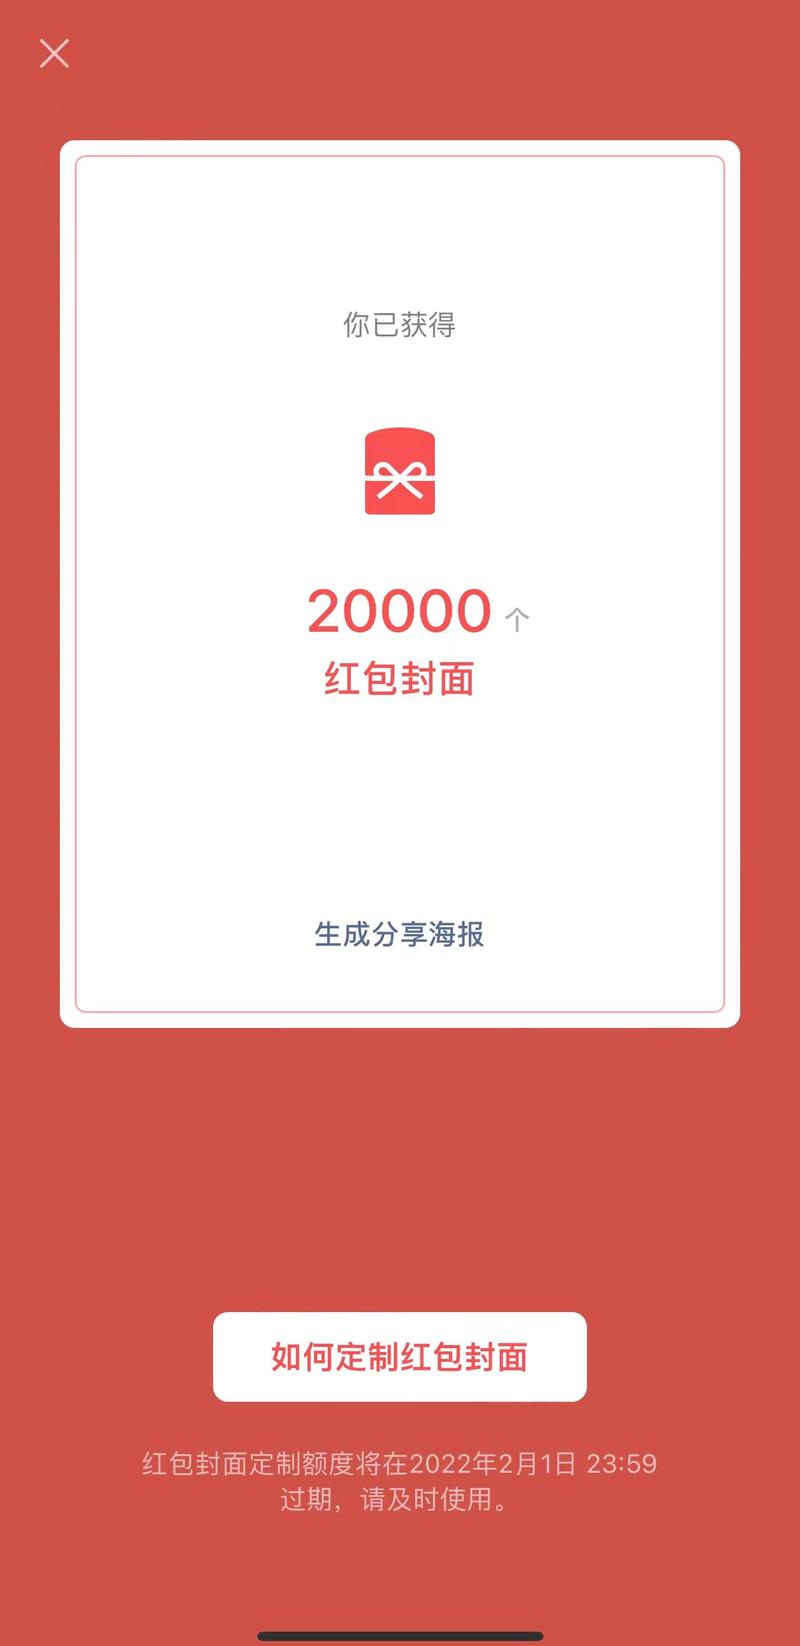 你已获得
20000 个
红包封面
生成分享海报
如何定制红包封面
红包封面定制额度将在2022年2月1日 23:59
过期，请及时使用。